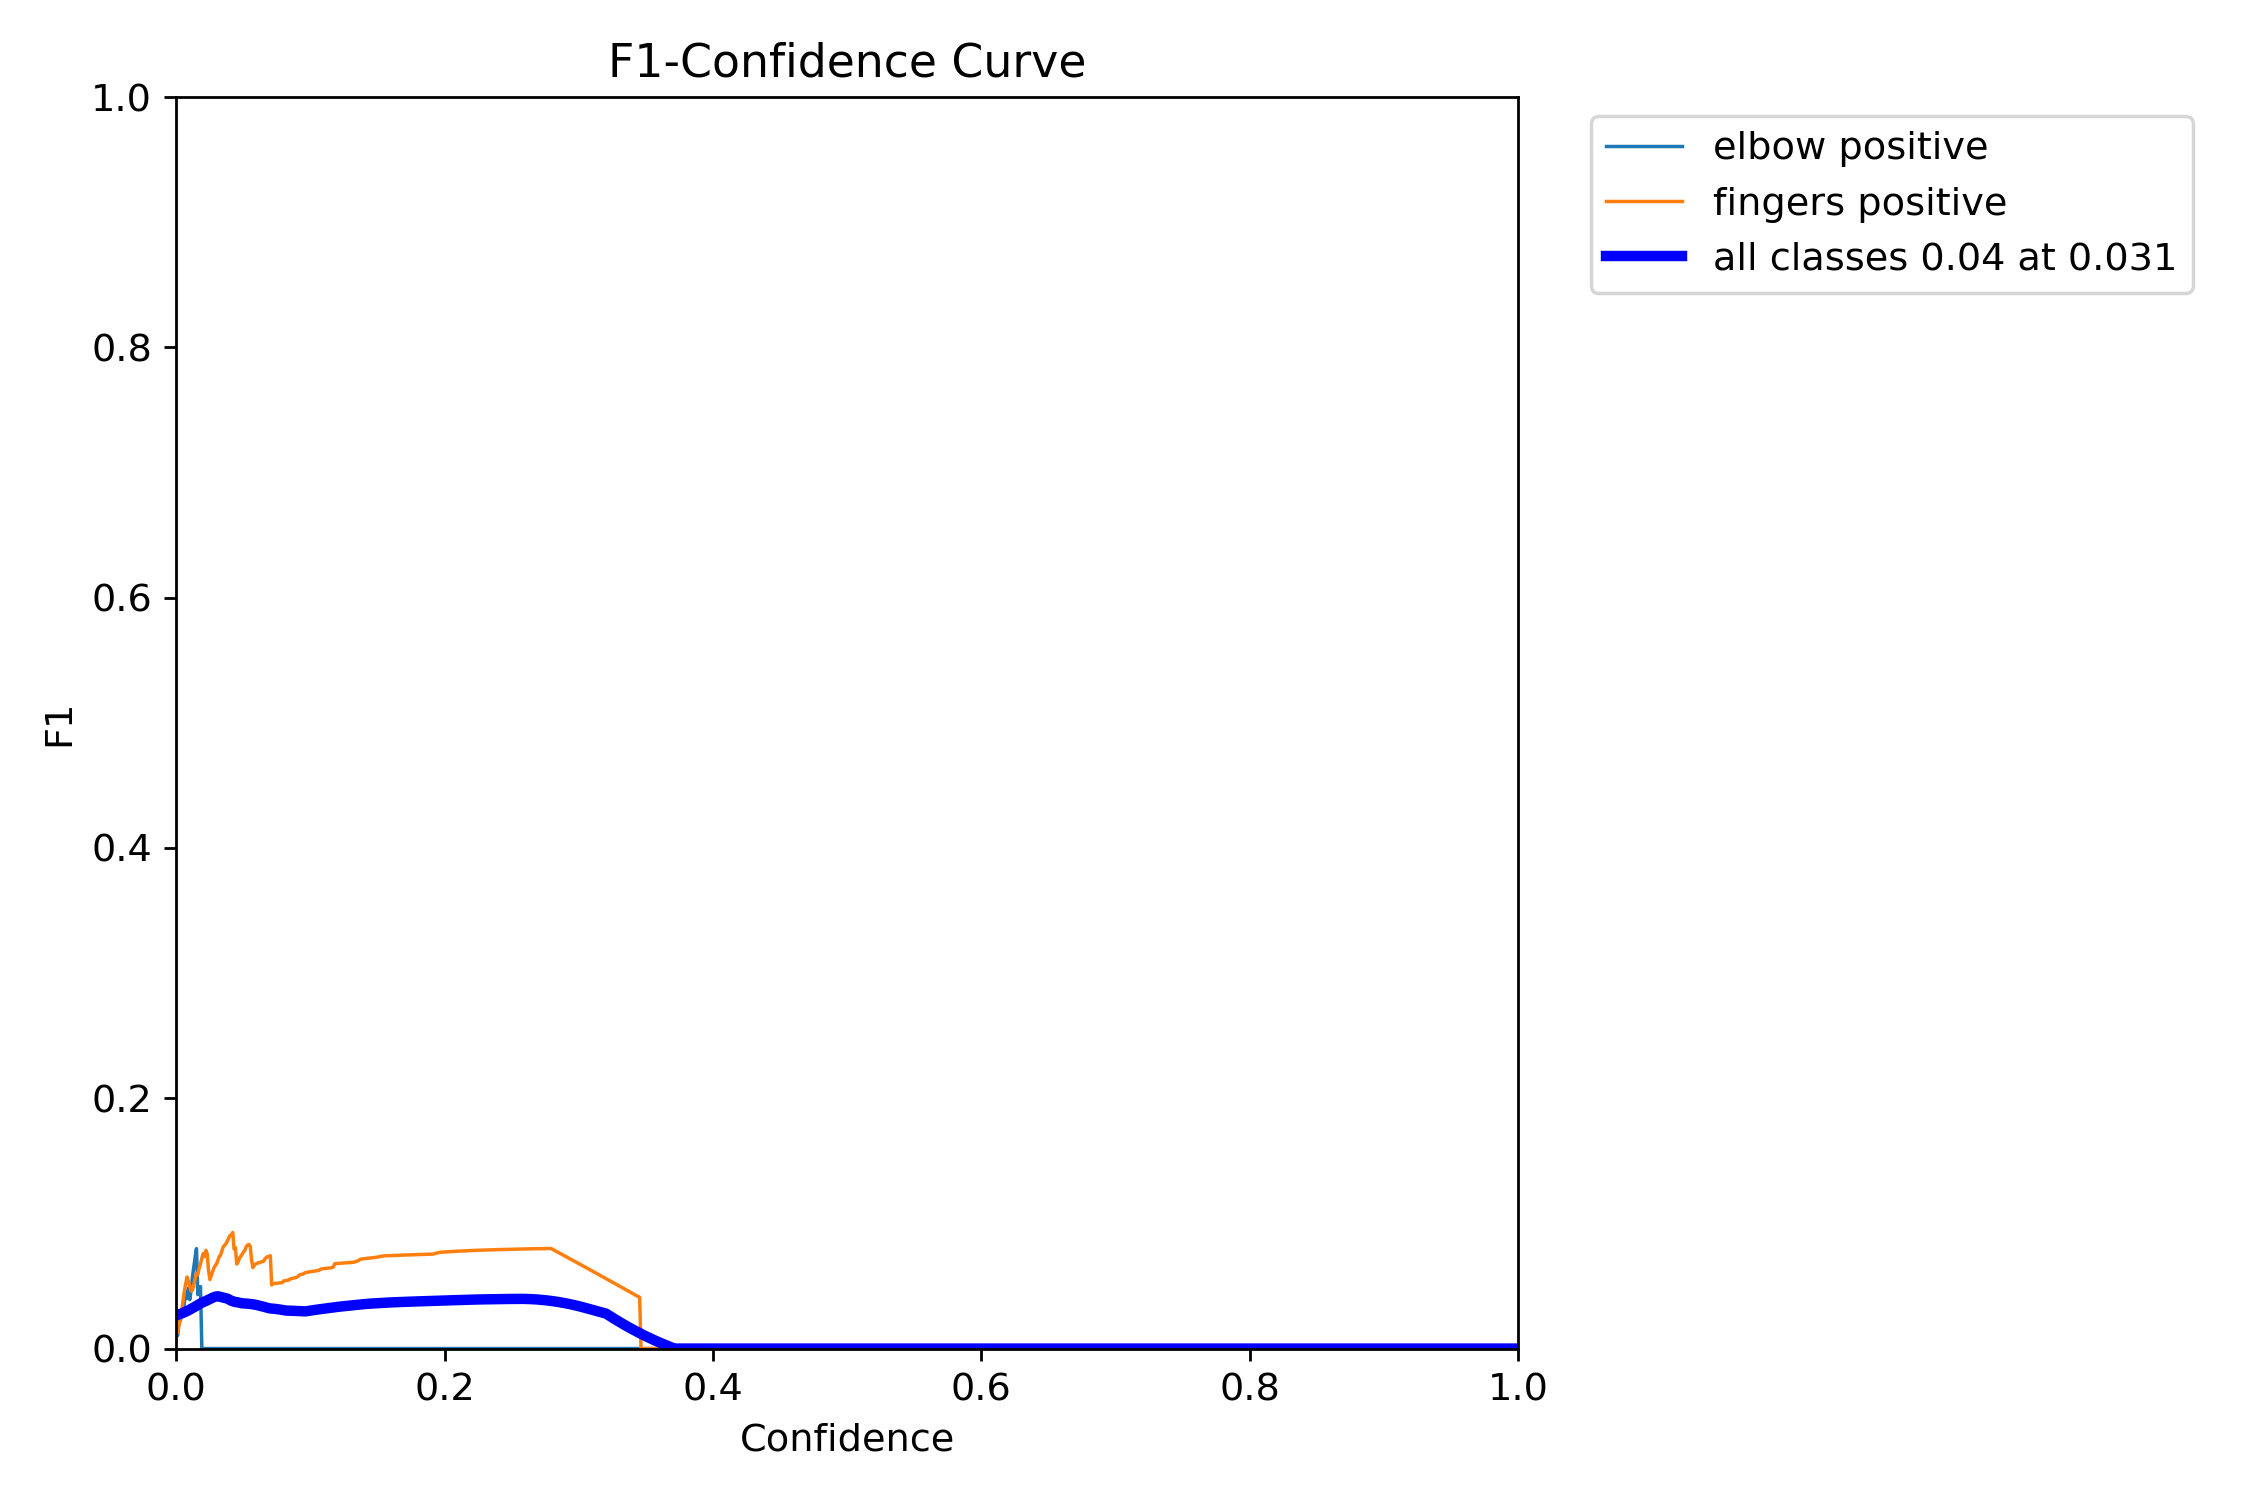 F1-Confidence Curve
1.0
0.8
0.6
0.4
0.2
0.0
F1
0.0 0.2 0.4 0.6 0.8 1.0
Confidence
elbow positive
fingers positive
all classes 0.04 at 0.031